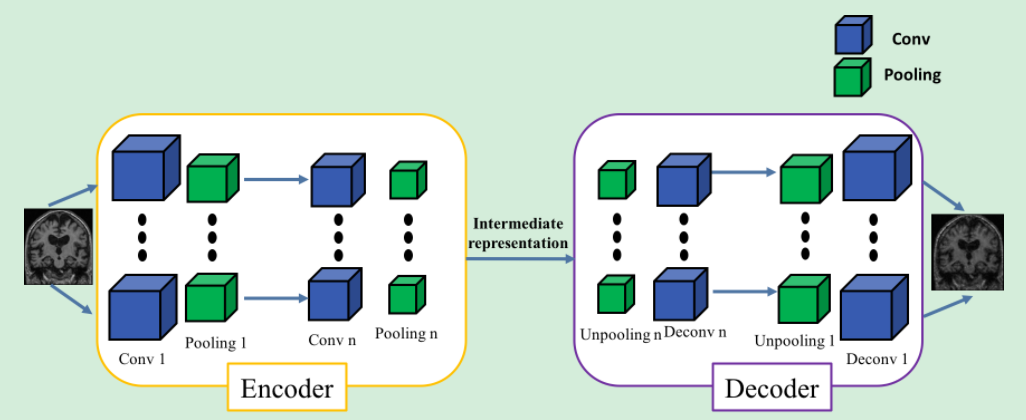 Conv
Pooling
Intermediate
representation
Conv 1
Pooling 1
Conv n
Pooling n
Encoder
Unpooling n
Deconv n
Unpooling 1
Deconv 1
Decoder